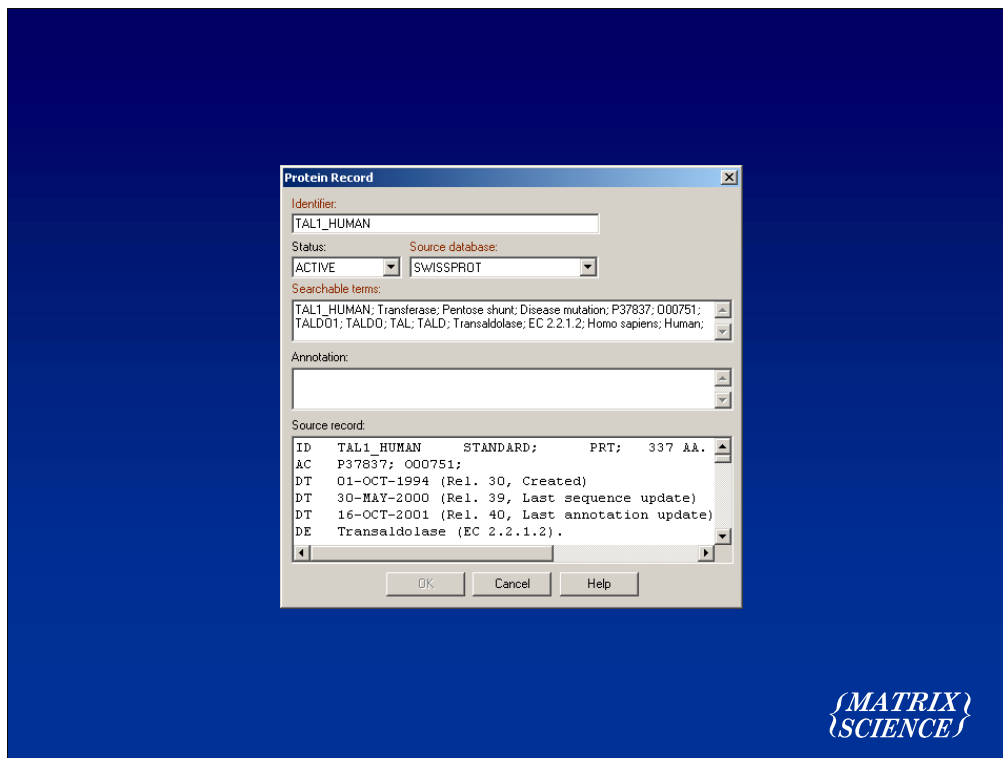 Protein Record
Identifier:
TAL1_HUMAN
Status:
Source database:
ACTIVE
SWISSPROT
Searchable terms:
TAL1_HUMAN; Transferase; Pentose shunt; Disease mutation; P37837; O00751;
TALDO1; TALDO; TAL; TALD; Transaldolase; EC 2.2.1.2; Homo sapiens; Human;
Annotation:
Source record:
ID TAL1_HUMAN STANDARD; PRT; 337 AA.
AC P37837; O00751;
DT 01-OCT-1994 (Rel. 30, Created)
DT 30-MAY-2000 (Rel. 39, Last sequence update)
DT 16-OCT-2001 (Rel. 40, Last annotation update)
DE Transaldolase (EC 2.2.1.2).
OK Cancel Help
{MATRIX}
{SCIENCE}